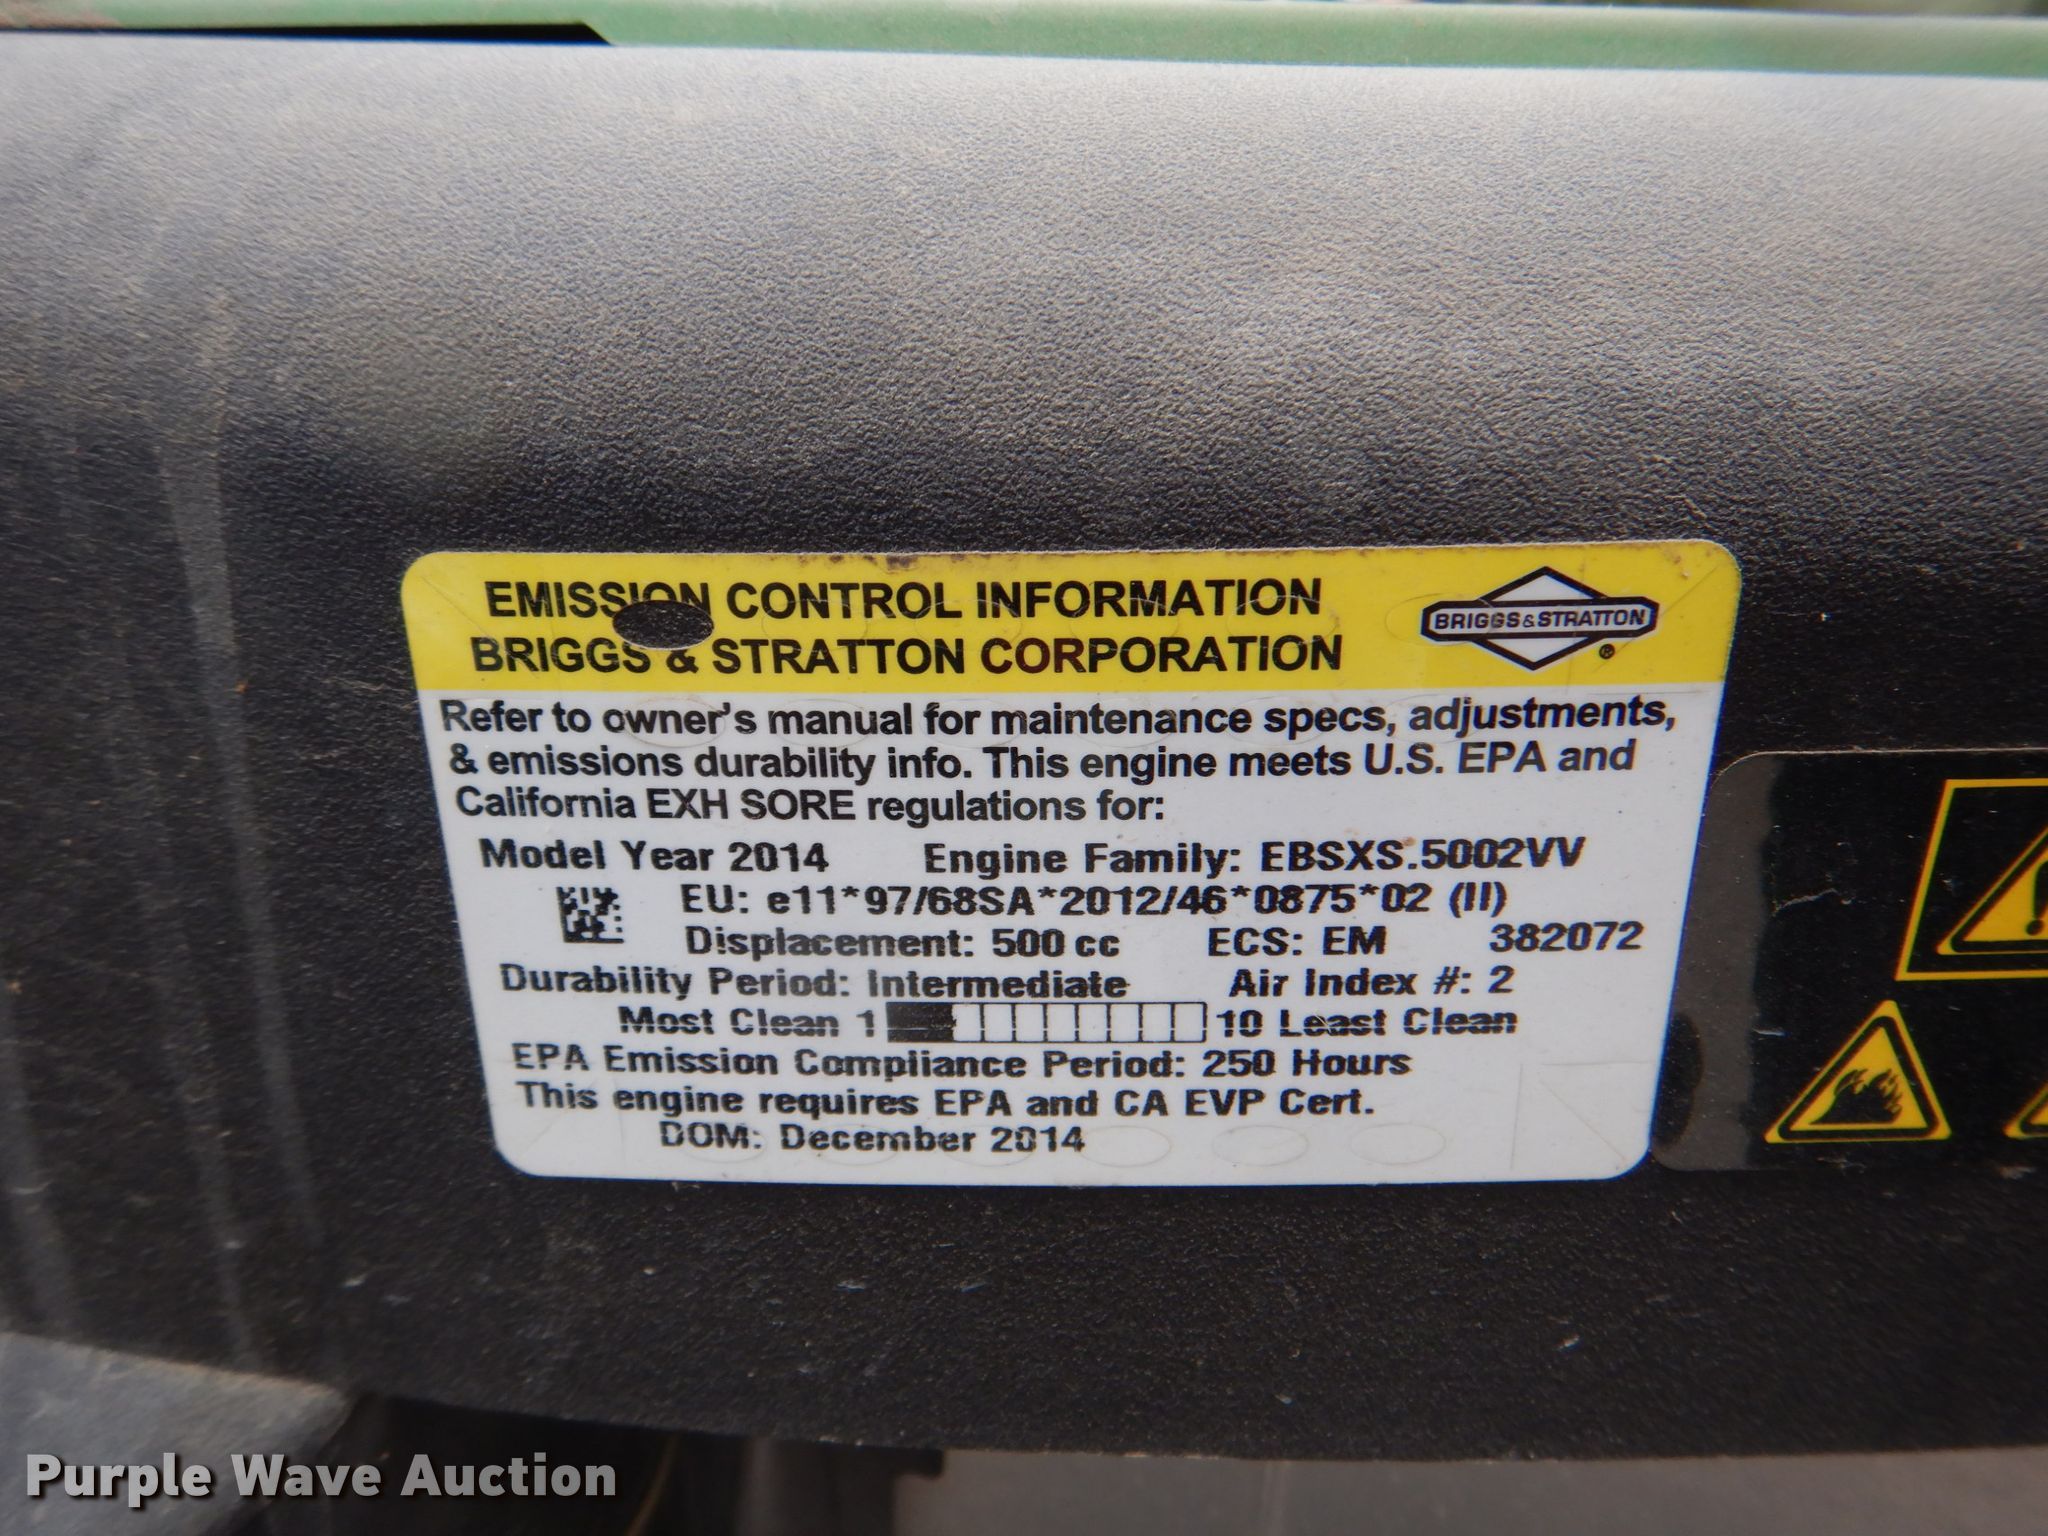 EMISSION CONTROL INFORMATION
BRIGGS & STRATTON CORPORATION
BRIGGS & STRATTON
®
Refer to owner's manual for maintenance specs, adjustments,
& emissions durability info. This engine meets U.S. EPA and
California EXH SORE regulations for:
Model Year 2014 Engine Family: EBSXS.5002VV
EU: e11*97/68SA*2012/46*0875*02 (II)
Displacement: 500 cc ECS: EM 382072
Durability Period: Intermediate Air Index #: 2
Most Clean 1 10 Least Clean
EPA Emission Compliance Period: 250 Hours
This engine requires EPA and CA EVP Cert.
DOM: December 2014
Purple Wave Auction